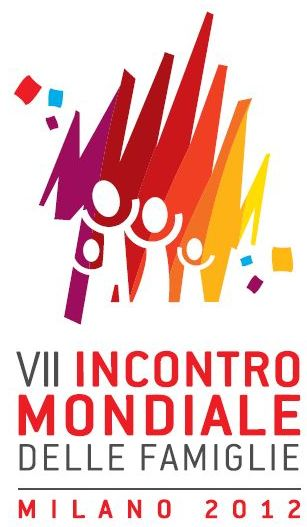 VII INCONTRO
MONDIALE
DELLE FAMIGLIE
MILANO 2012